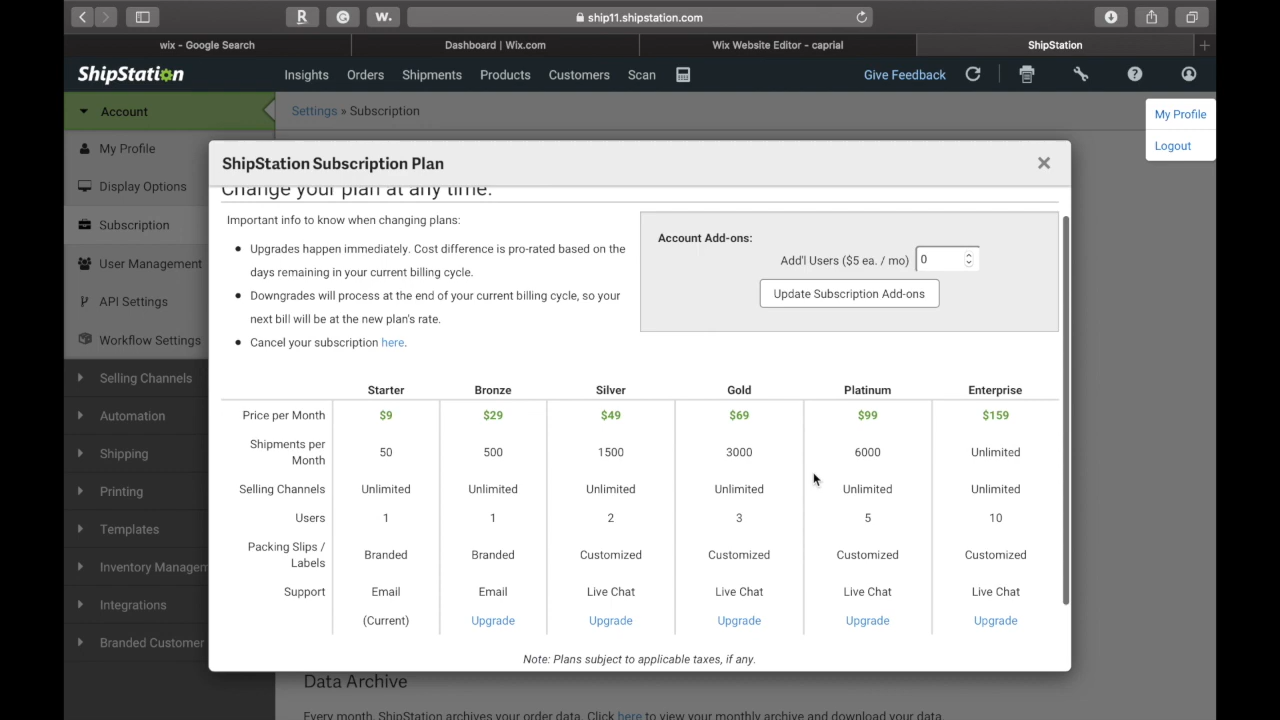 ship11.shipstation.com
wix - Google Search
Dashboard | Wix.com
Wix Website Editor - caprial
ShipStation
ShipStation
Insights
Orders
Shipments
Products
Customers
Scan
Give Feedback
My Profile
Logout
Account
My Profile
Display Options
Subscription
User Management
API Settings
Workflow Settings
Selling Channels
Automation
Shipping
Printing
Templates
Inventory Managem
Integrations
Branded Customer
Settings » Subscription
ShipStation Subscription Plan
Change your plan at any time.
Important info to know when changing plans:
Upgrades happen immediately. Cost difference is pro-rated based on the
days remaining in your current billing cycle.
Downgrades will process at the end of your current billing cycle, so your
next bill will be at the new plan's rate.
Cancel your subscription here.
Account Add-ons:
Add'l Users ($5 ea. / mo) 0
Update Subscription Add-ons
Starter Bronze Silver Gold Platinum Enterprise
Price per Month $9 $29 $49 $69 $99 $159
Shipments per
Month 50 500 1500 3000 6000 Unlimited
Selling Channels Unlimited Unlimited Unlimited Unlimited Unlimited Unlimited
Users 1 1 2 3 5 10
Packing Slips /
Labels Branded Branded Customized Customized Customized Customized
Support Email Email Live Chat Live Chat Live Chat Live Chat
(Current) Upgrade Upgrade Upgrade Upgrade Upgrade
Note: Plans subject to applicable taxes, if any.
Data Archive
Every month, ShipStation archives your order data. Click here to view your monthly archive and download your data.